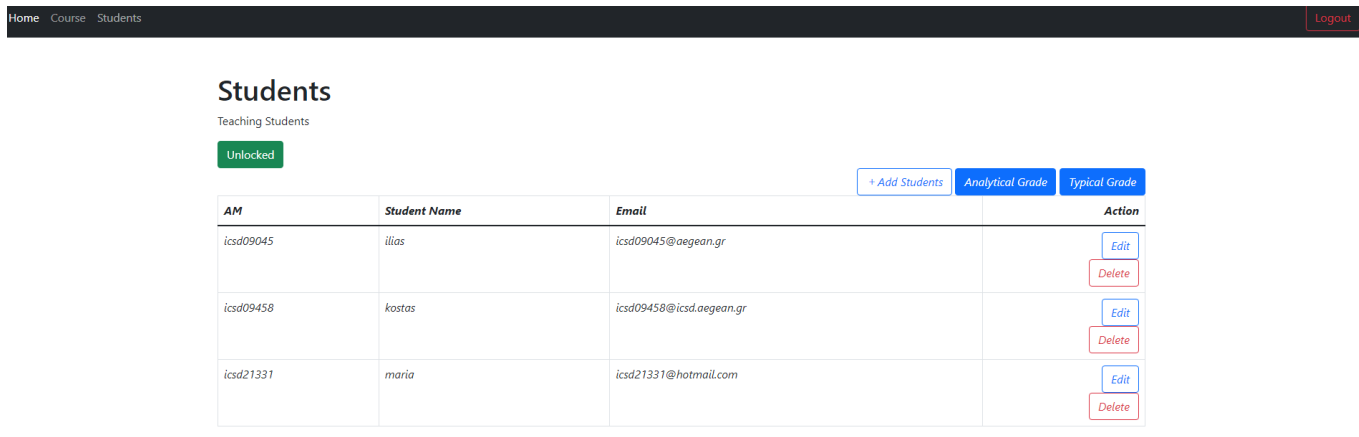 Home Course Students Logout
Students
Teaching Students
Unlocked
+ Add Students Analytical Grade Typical Grade
AM Student Name Email Action
icsd09045 ilias icsd09045@aegean.gr Edit
Delete
icsd09458 kostas icsd09458@icsd.aegean.gr Edit
Delete
icsd21331 maria icsd21331@hotmail.com Edit
Delete